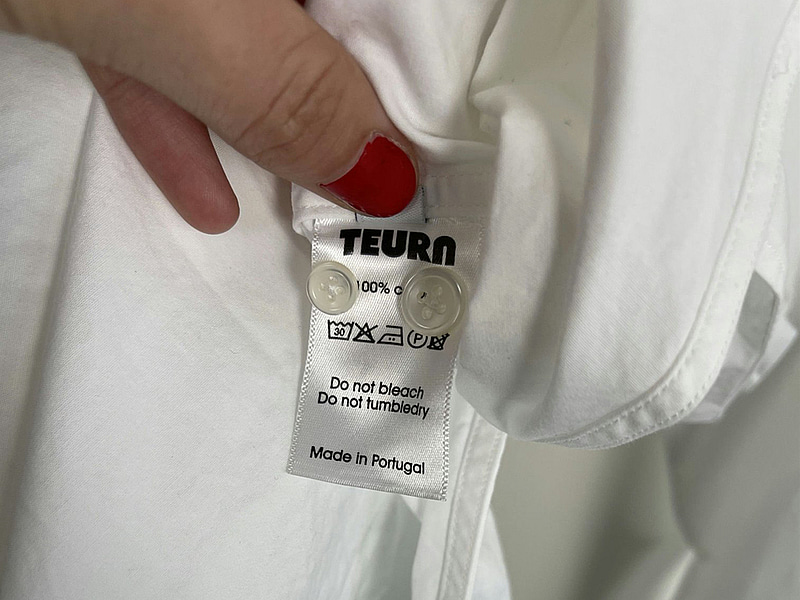 TEURN
100% c
30
P
Do not bleach
Do not tumbledry
Made in Portugal